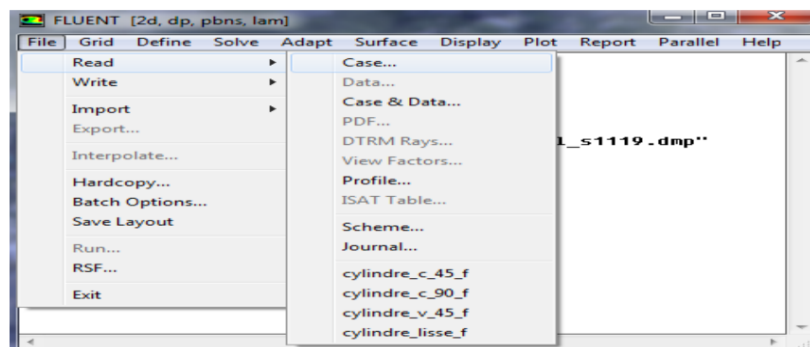 FLUENT [2d, dp, pbns, lam]
File Grid Define Solve Adapt Surface Display Plot Report Parallel Help
Read
Write
Import
Export...
Interpolate...
Hardcopy...
Batch Options...
Save Layout
Run...
RSF...
Exit
Case...
Data...
Case & Data...
PDF...
DTRM Rays...
View Factors...
Profile...
ISAT Table...
Scheme...
Journal...
cylindre_c_45_f
cylindre_c_90_f
cylindre_v_45_f
cylindre_lisse_f
l_s1119.dmp"